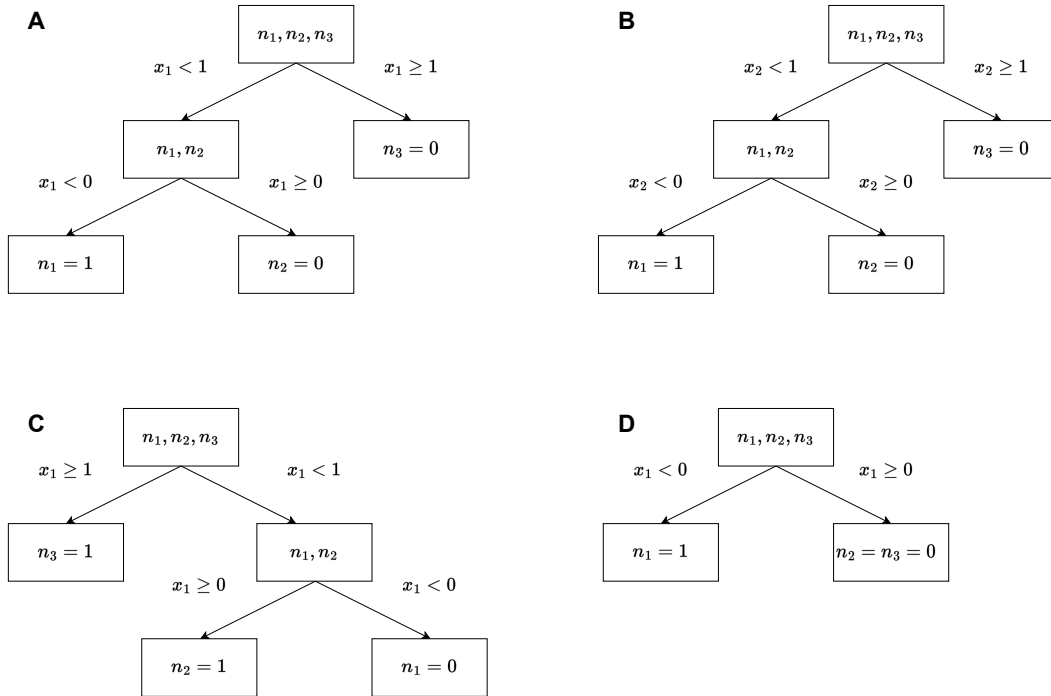 A
n₁, n₂, n₃
x₁ < 1
x₁ ≥ 1
n₁, n₂
n₃ = 0
x₁ < 0
x₁ ≥ 0
n₁ = 1
n₂ = 0
B
n₁, n₂, n₃
x₂ < 1
x₂ ≥ 1
n₁, n₂
n₃ = 0
x₂ < 0
x₂ ≥ 0
n₁ = 1
n₂ = 0
C
n₁, n₂, n₃
x₁ ≥ 1
x₁ < 1
n₃ = 1
n₁, n₂
x₁ ≥ 0
x₁ < 0
n₂ = 1
n₁ = 0
D
n₁, n₂, n₃
x₁ < 0
x₁ ≥ 0
n₁ = 1
n₂ = n₃ = 0